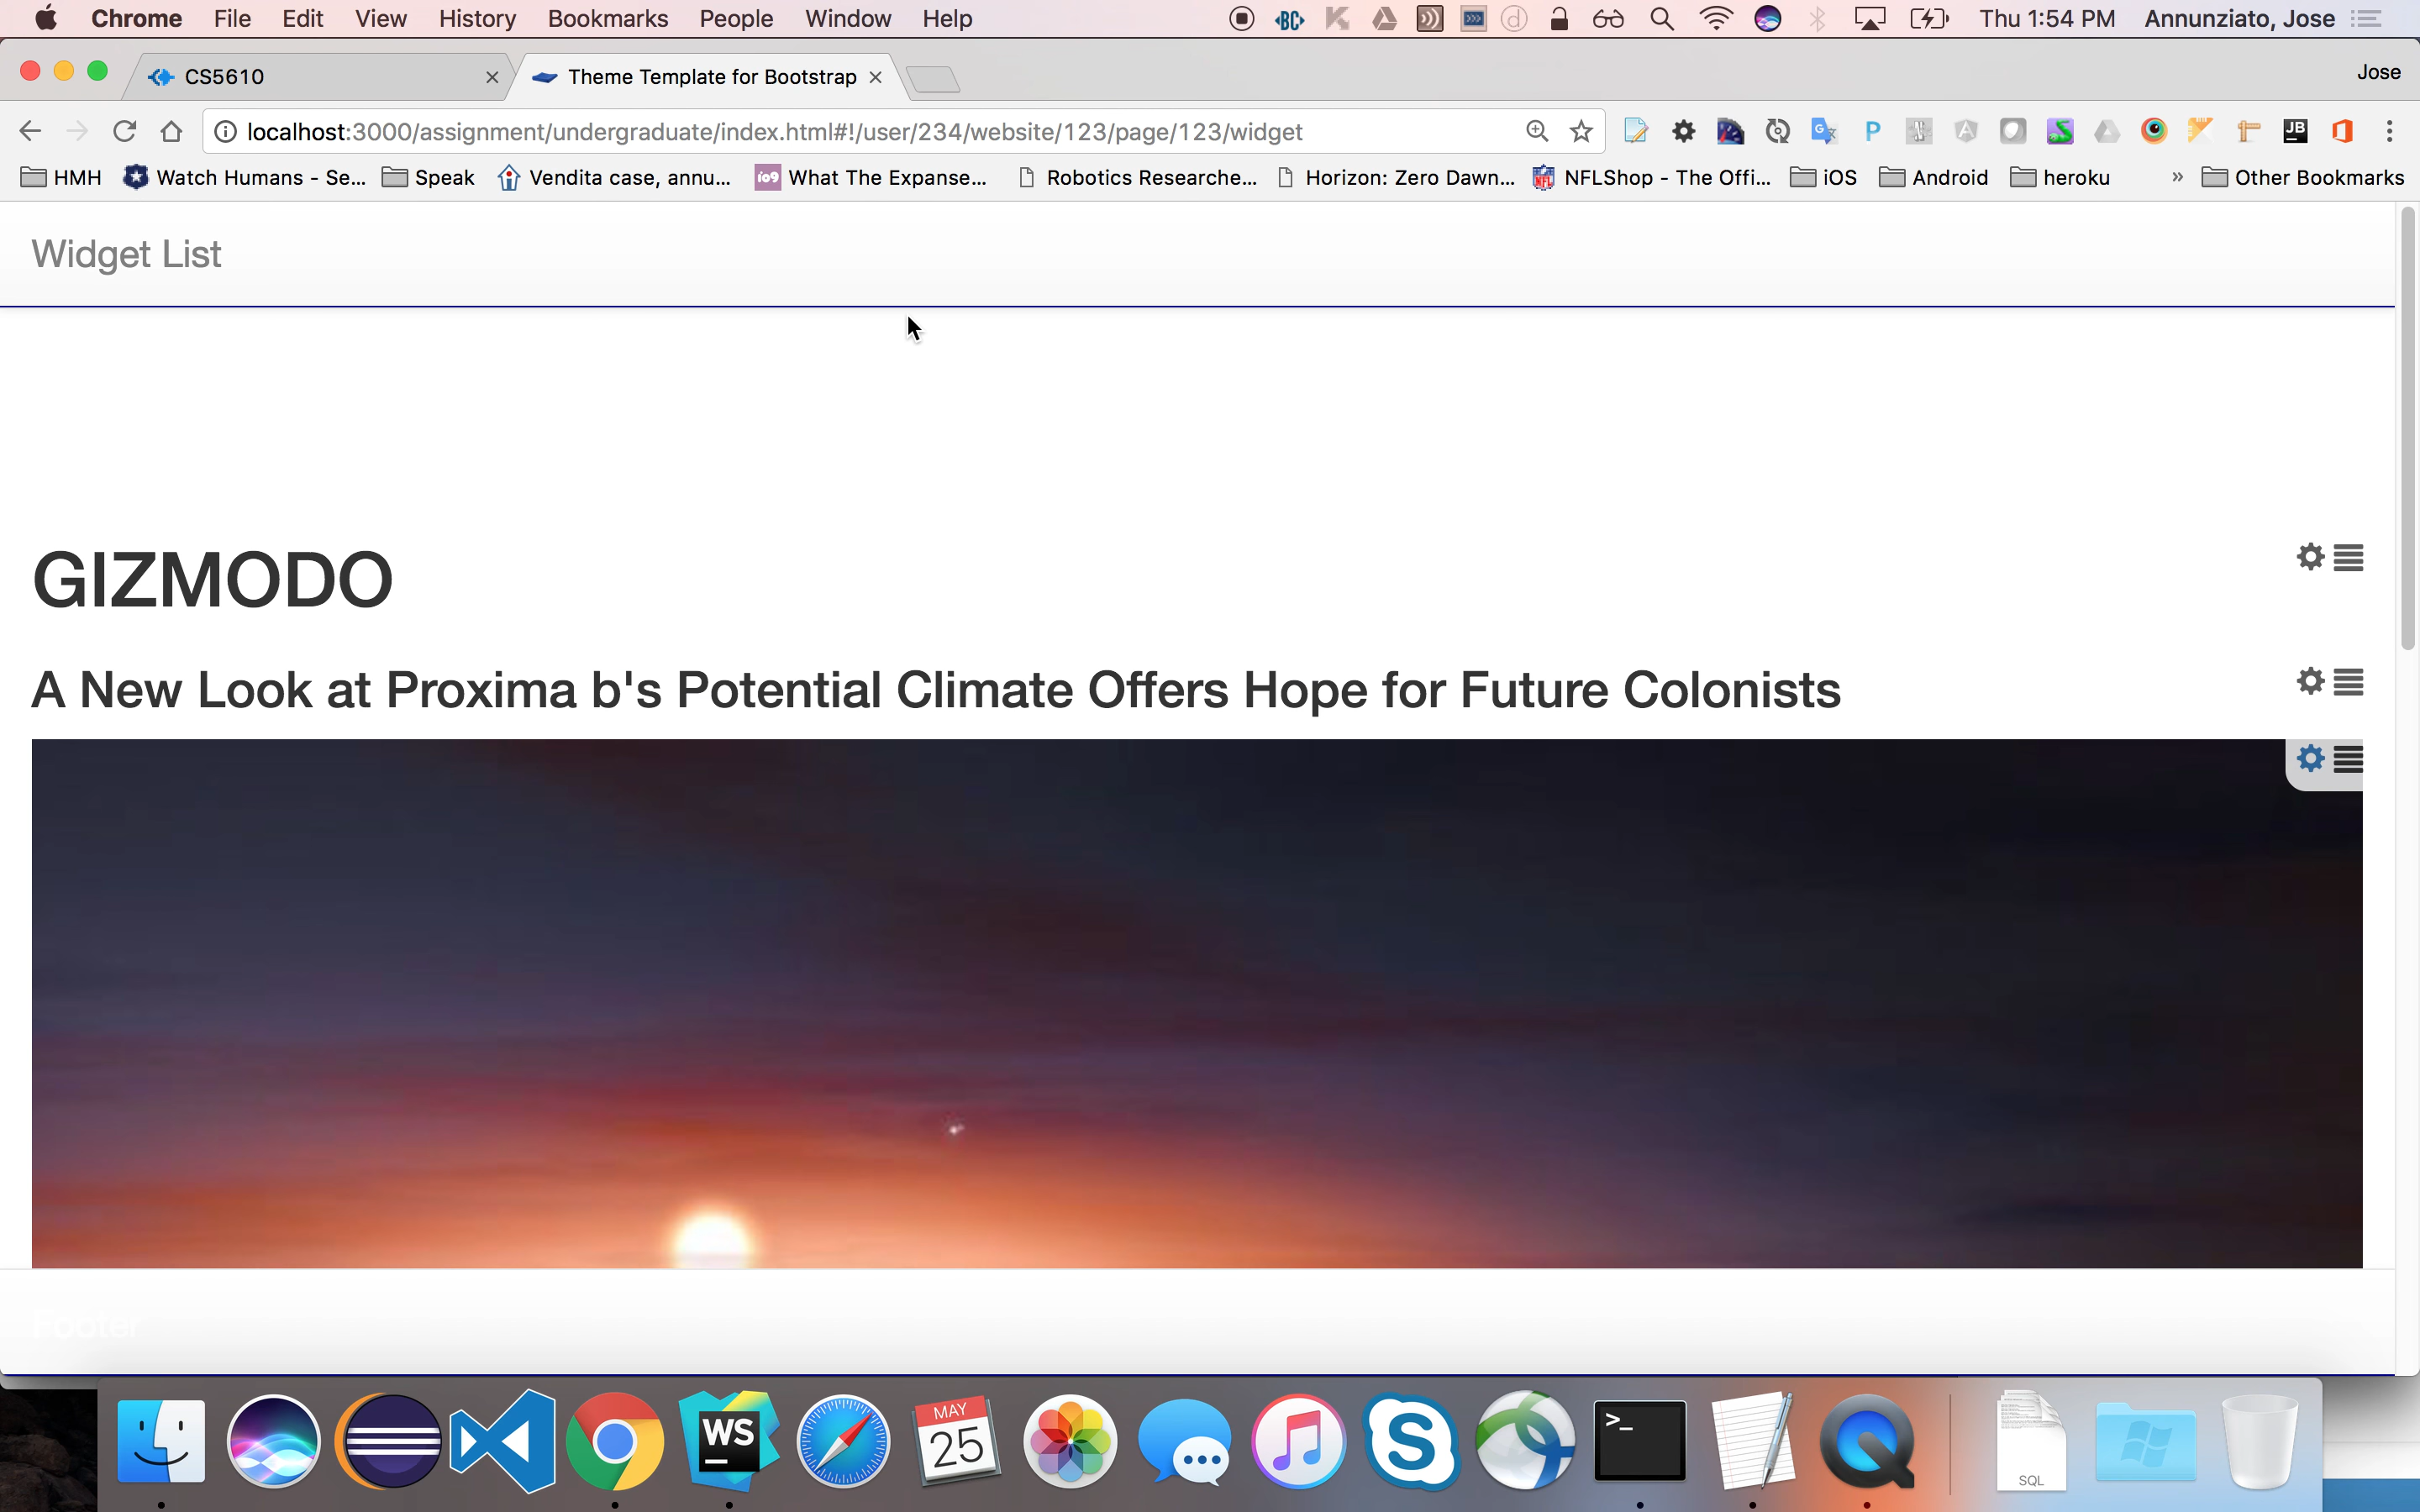 Chrome File Edit View History Bookmarks People Window Help BC Thu 1:54 PM Annunziato, Jose
CS5610 Theme Template for Bootstrap Jose
localhost:3000/assignment/undergraduate/index.html#!/user/234/website/123/page/123/widget
HMH Watch Humans - Se... Speak Vendita case, annu... io9 What The Expanse... Robotics Researche... Horizon: Zero Dawn... NFLShop - The Offi... iOS Android heroku » Other Bookmarks
Widget List
GIZMODO
A New Look at Proxima b's Potential Climate Offers Hope for Future Colonists
Footer
WS MAY 25 S >_ SQL